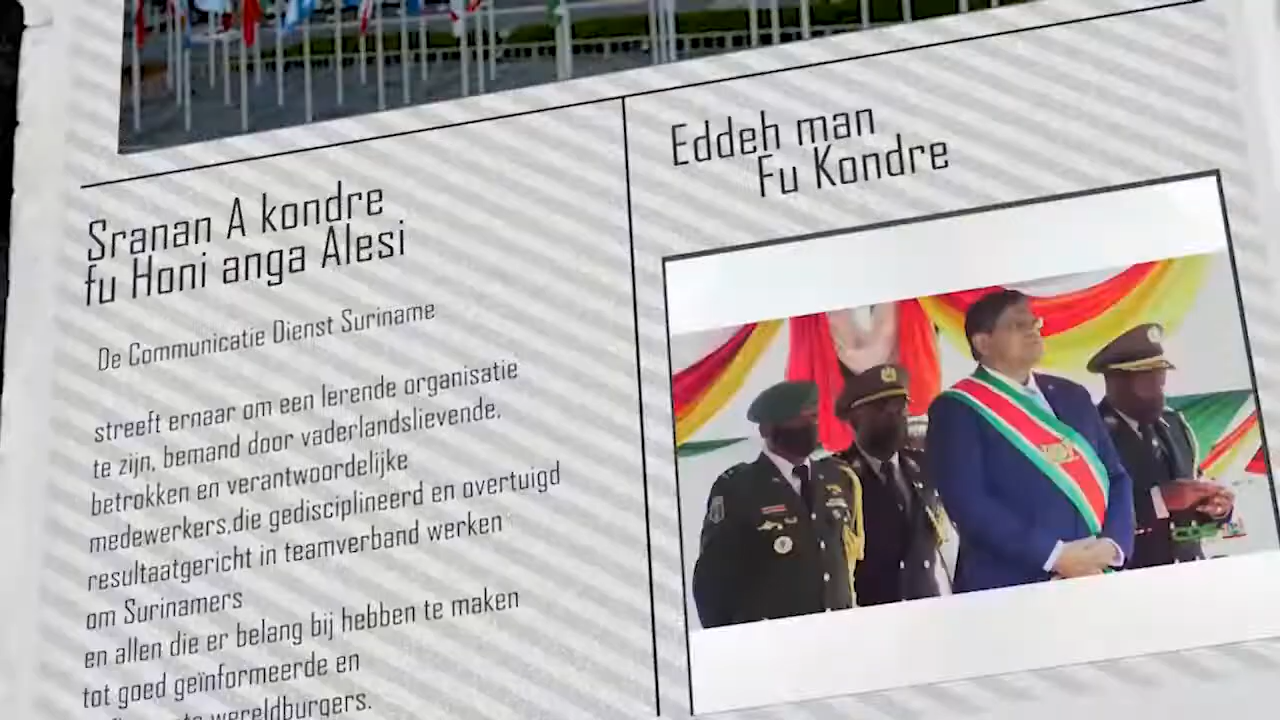 Sranan A kondre
fu Honi anga Alesi
De Communicatie Dienst Suriname
streeft ernaar om een lerende organisatie
te zijn, bemand door vaderlandslievende,
betrokken en verantwoordelijke
medewerkers,die gedisciplineerd en overtuigd
resultaatgericht in teamverband werken
om Surinamers
en allen die er belang bij hebben te maken
tot goed geïnformeerde en
wereldburgers.
Eddeh man
Fu Kondre